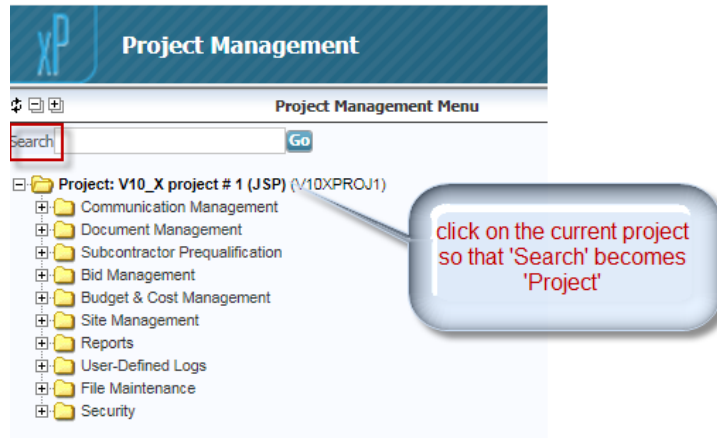 xP Project Management
Project Management Menu
Search Go
Project: V10_X project # 1 (JSP) (V10XPROJ1)
Communication Management
Document Management
Subcontractor Prequalification
Bid Management
Budget & Cost Management
Site Management
Reports
User-Defined Logs
File Maintenance
Security
click on the current project
so that 'Search' becomes
'Project'